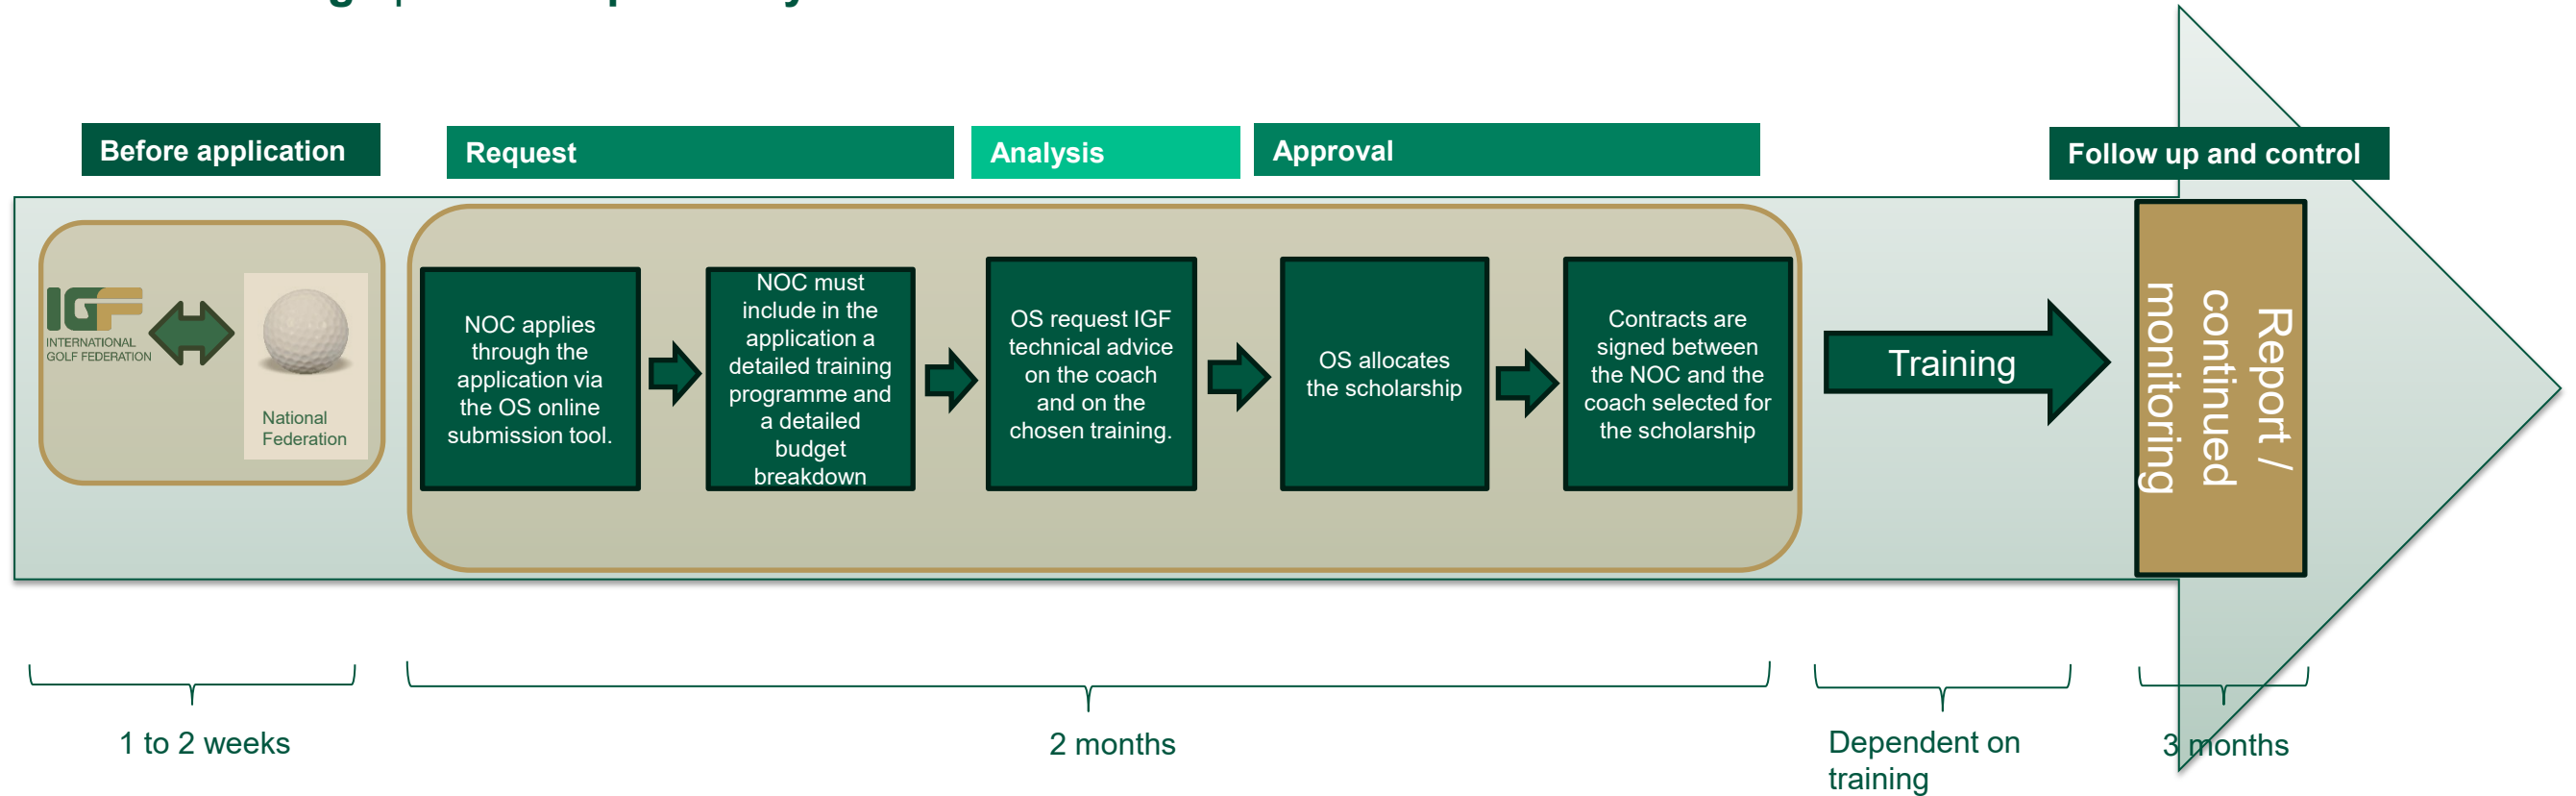 Before application
Request
Analysis
Approval
Follow up and control
IGF
INTERNATIONAL
GOLF FEDERATION
National
Federation
NOC applies
through the
application via
the OS online
submission tool.
NOC must
include in the
application a
detailed training
programme and
a detailed
budget
breakdown
OS request IGF
technical advice
on the coach
and on the
chosen training.
OS allocates
the scholarship
Contracts are
signed between
the NOC and the
coach selected for
the scholarship
Training
Report /
continued
monitoring
1 to 2 weeks
2 months
Dependent on
training
3 months